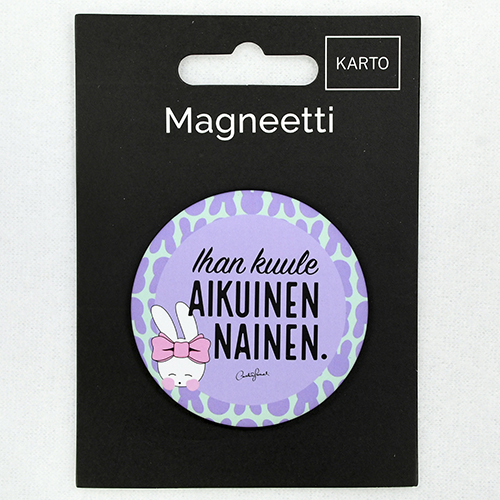 KARTO
Magneetti
Ihan kuule
AIKUINEN
NAINEN.